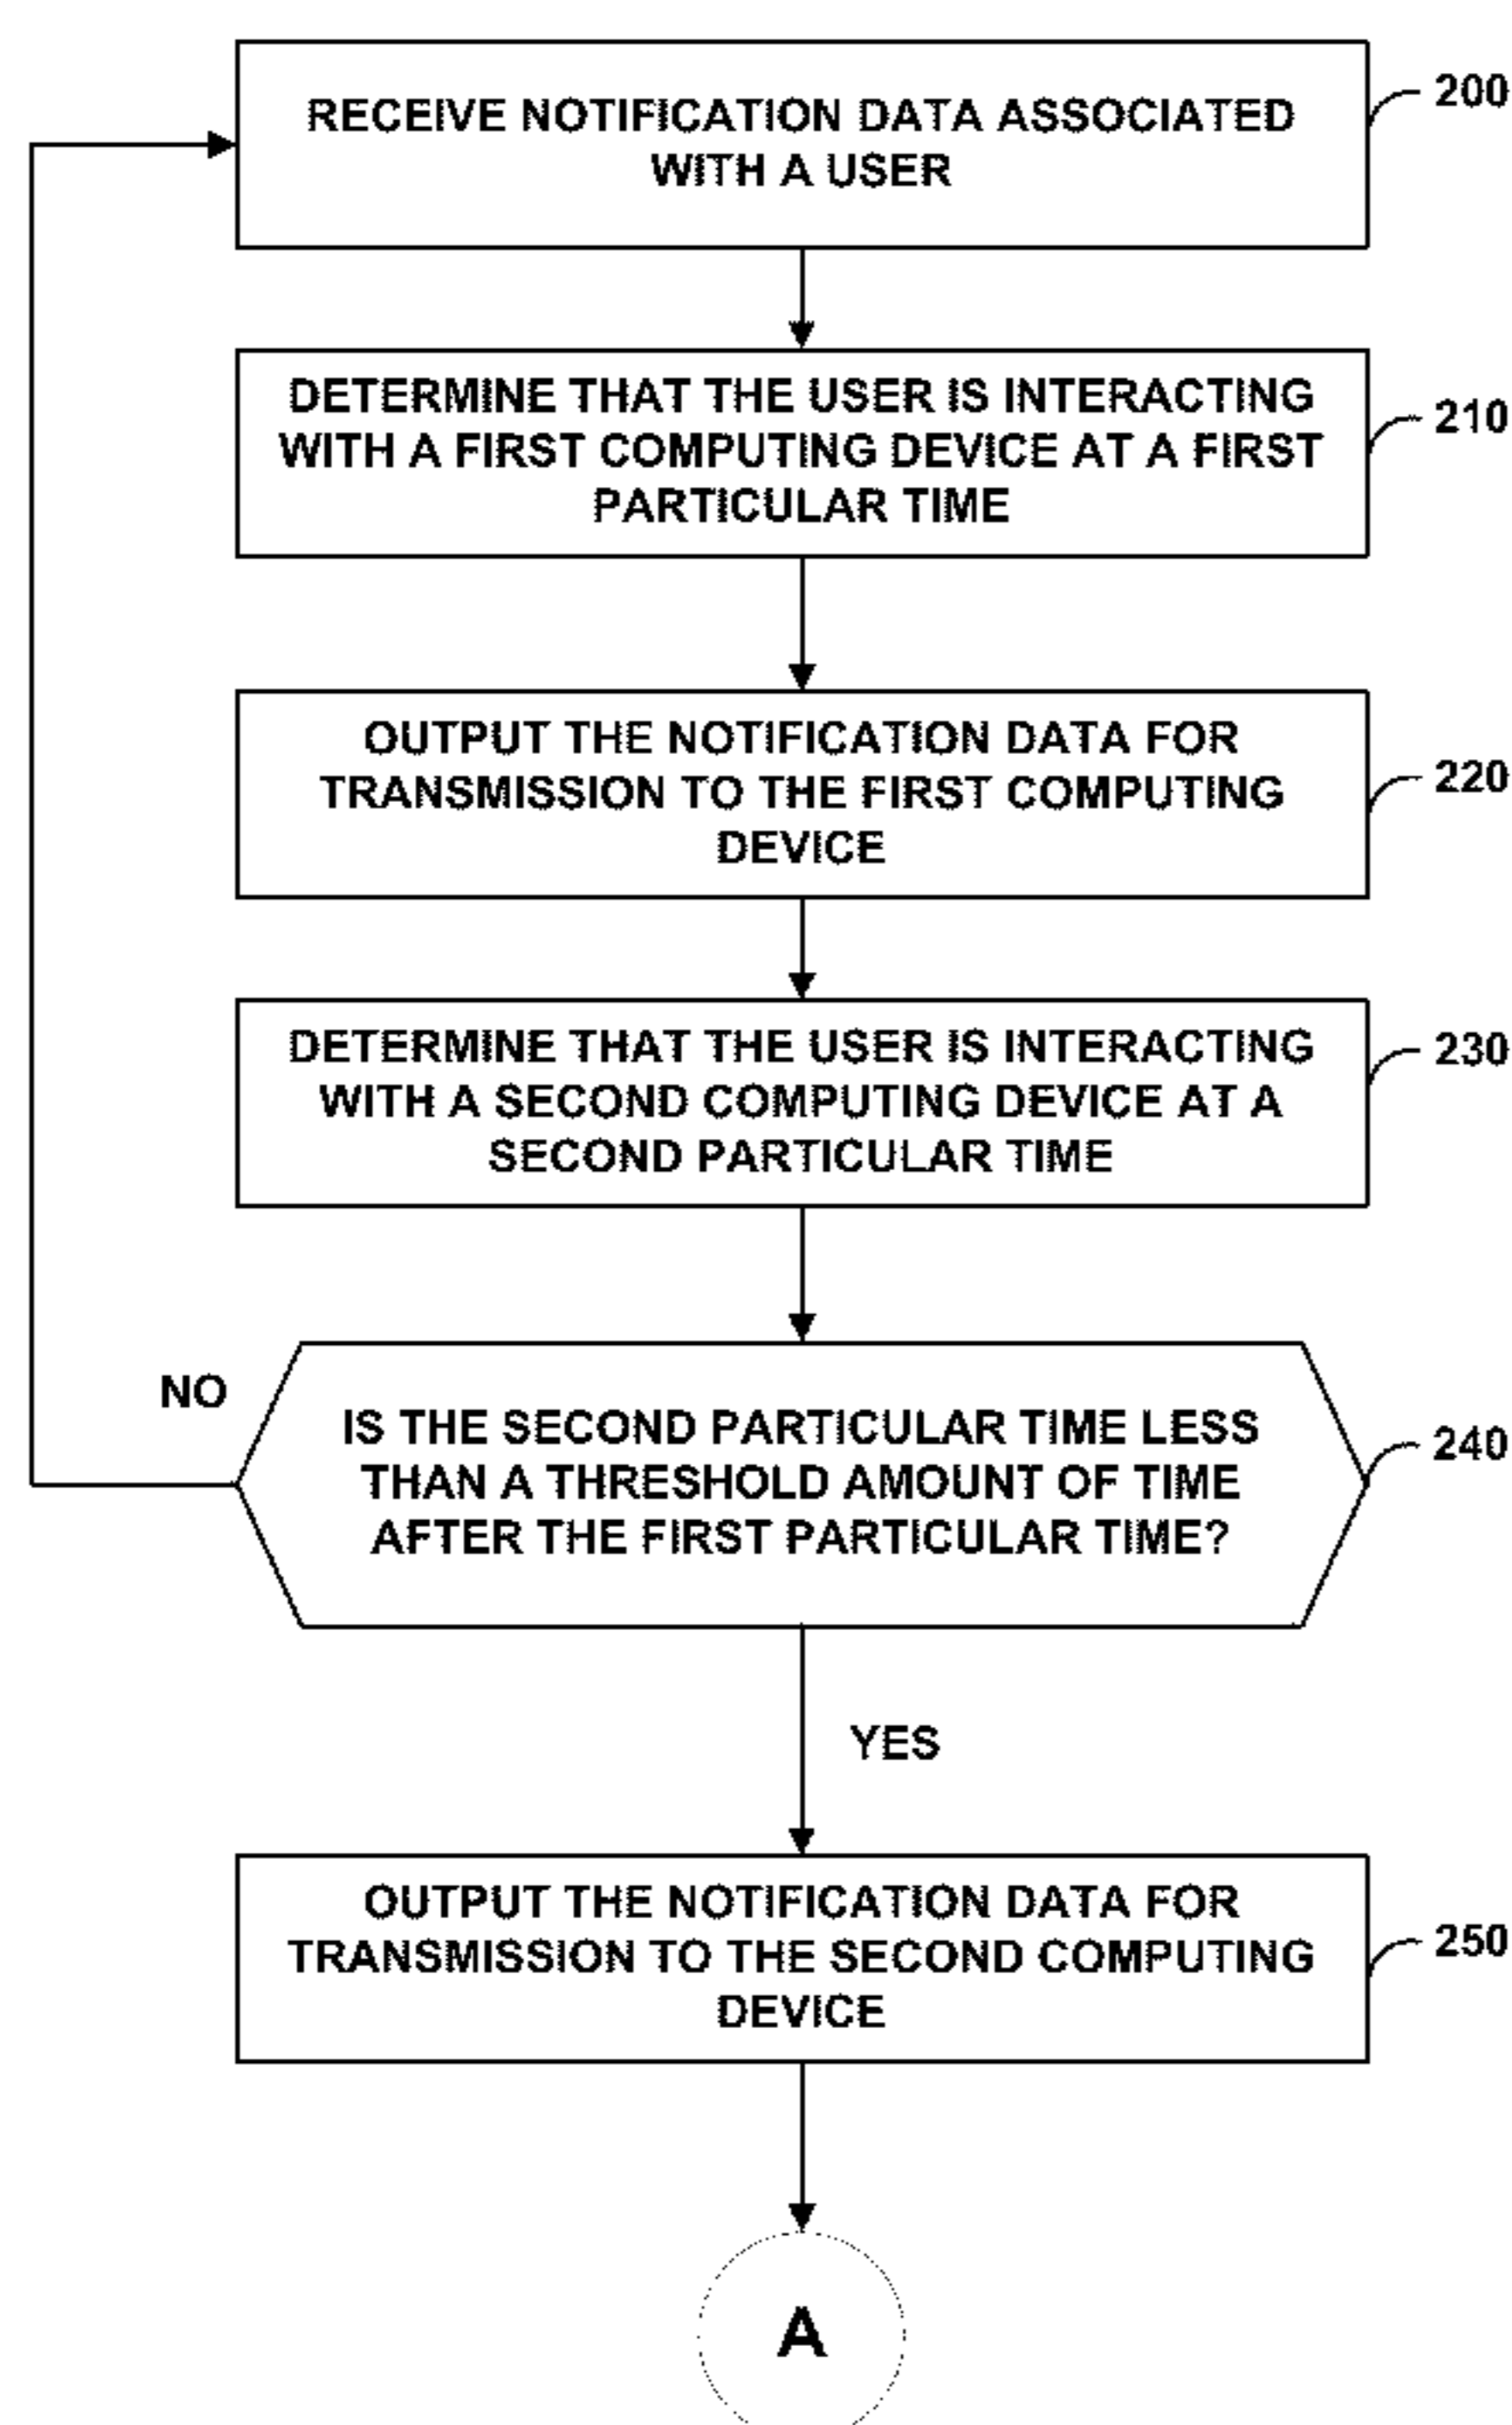 RECEIVE NOTIFICATION DATA ASSOCIATED
WITH A USER
200
DETERMINE THAT THE USER IS INTERACTING
WITH A FIRST COMPUTING DEVICE AT A FIRST
PARTICULAR TIME
210
OUTPUT THE NOTIFICATION DATA FOR
TRANSMISSION TO THE FIRST COMPUTING
DEVICE
220
DETERMINE THAT THE USER IS INTERACTING
WITH A SECOND COMPUTING DEVICE AT A
SECOND PARTICULAR TIME
230
NO
IS THE SECOND PARTICULAR TIME LESS
THAN A THRESHOLD AMOUNT OF TIME
AFTER THE FIRST PARTICULAR TIME?
240
YES
OUTPUT THE NOTIFICATION DATA FOR
TRANSMISSION TO THE SECOND COMPUTING
DEVICE
250
A